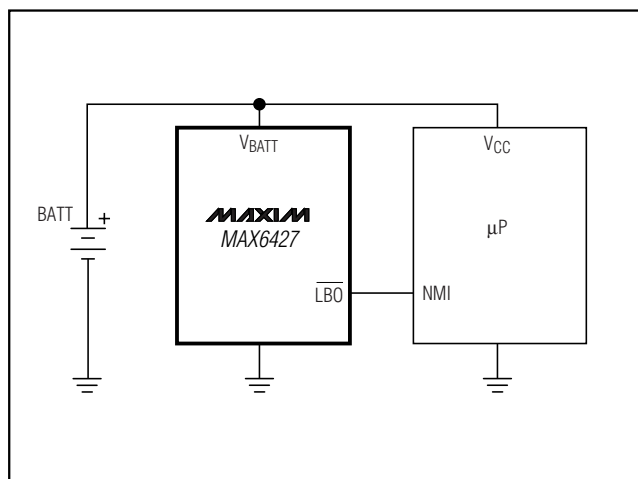 VBATT
VCC
BATT
+
MAXIM
MAX6427
μP
LBO
NMI